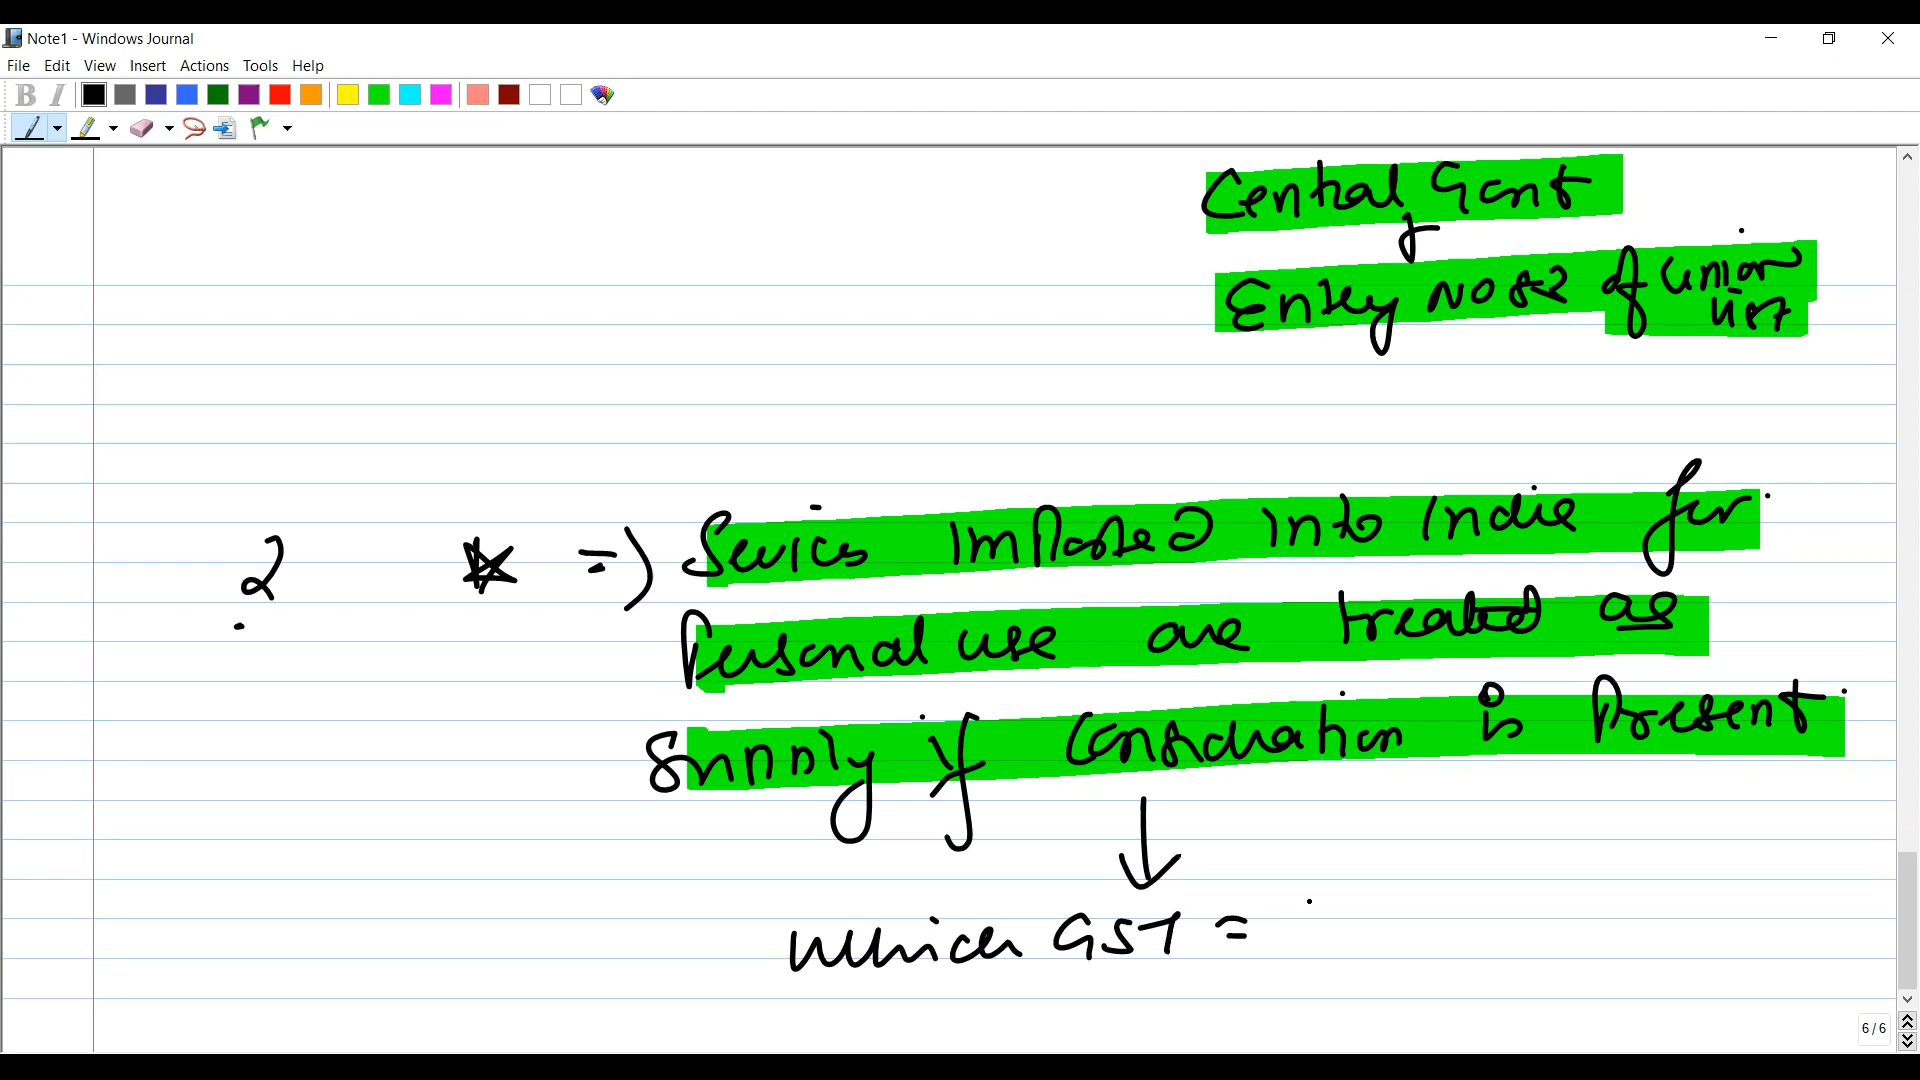 Note1 - Windows Journal
File Edit View Insert Actions Tools Help
B I
Central Govt
Entry No 82 of Union
list
2 => Services Imported into India for
Personal use are treated as
Supply if Consideration is Present
which GST =
6 / 6